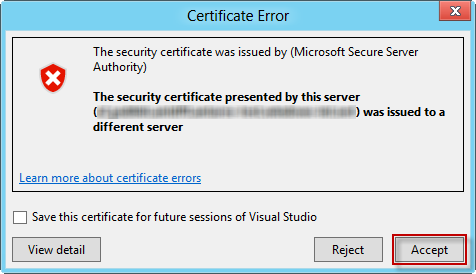 Certificate Error
The security certificate was issued by (Microsoft Secure Server
Authority)
The security certificate presented by this server
() was issued to a
different server
Learn more about certificate errors
Save this certificate for future sessions of Visual Studio
View detail
Reject
Accept